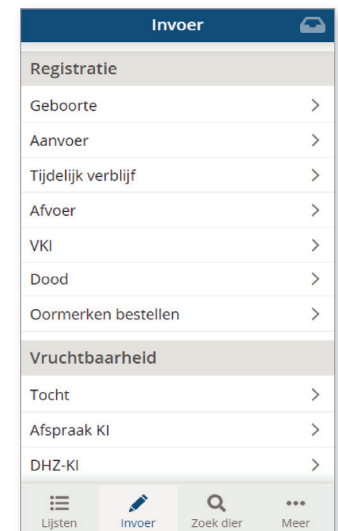 Invoer
Registratie
Geboorte
Aanvoer
Tijdelijk verblijf
Afvoer
VKI
Dood
Oormerken bestellen
Vruchtbaarheid
Tocht
Afspraak KI
DHZ-KI
Lijsten Invoer Zoek dier Meer